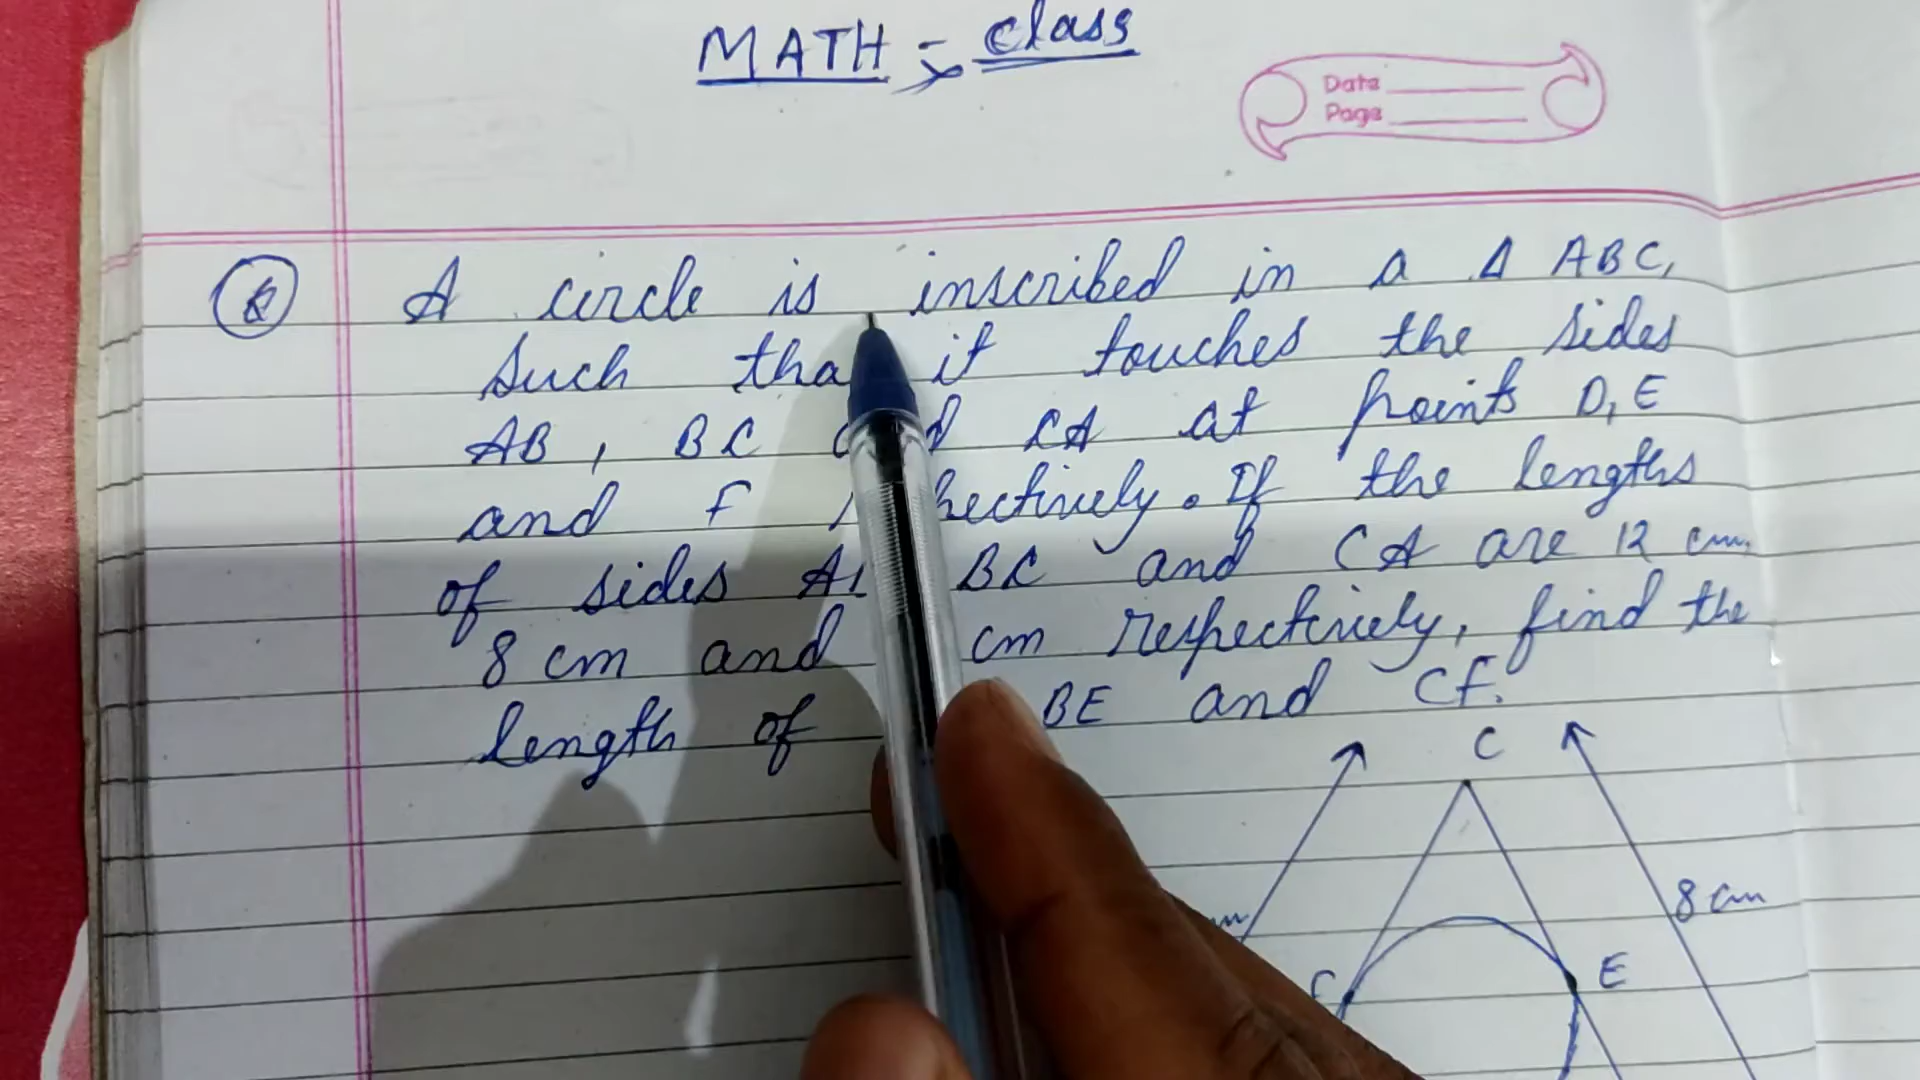 MATH - class
Date
Page
Q A circle is inscribed in a Δ ABC,
such tha it touches the sides
AB, BC CA at points D, E
and F If the lengths
of sides BC and CA are 12 cm,
8 cm and cm respectively, find the
length of BE and CF.
C
8 cm
E